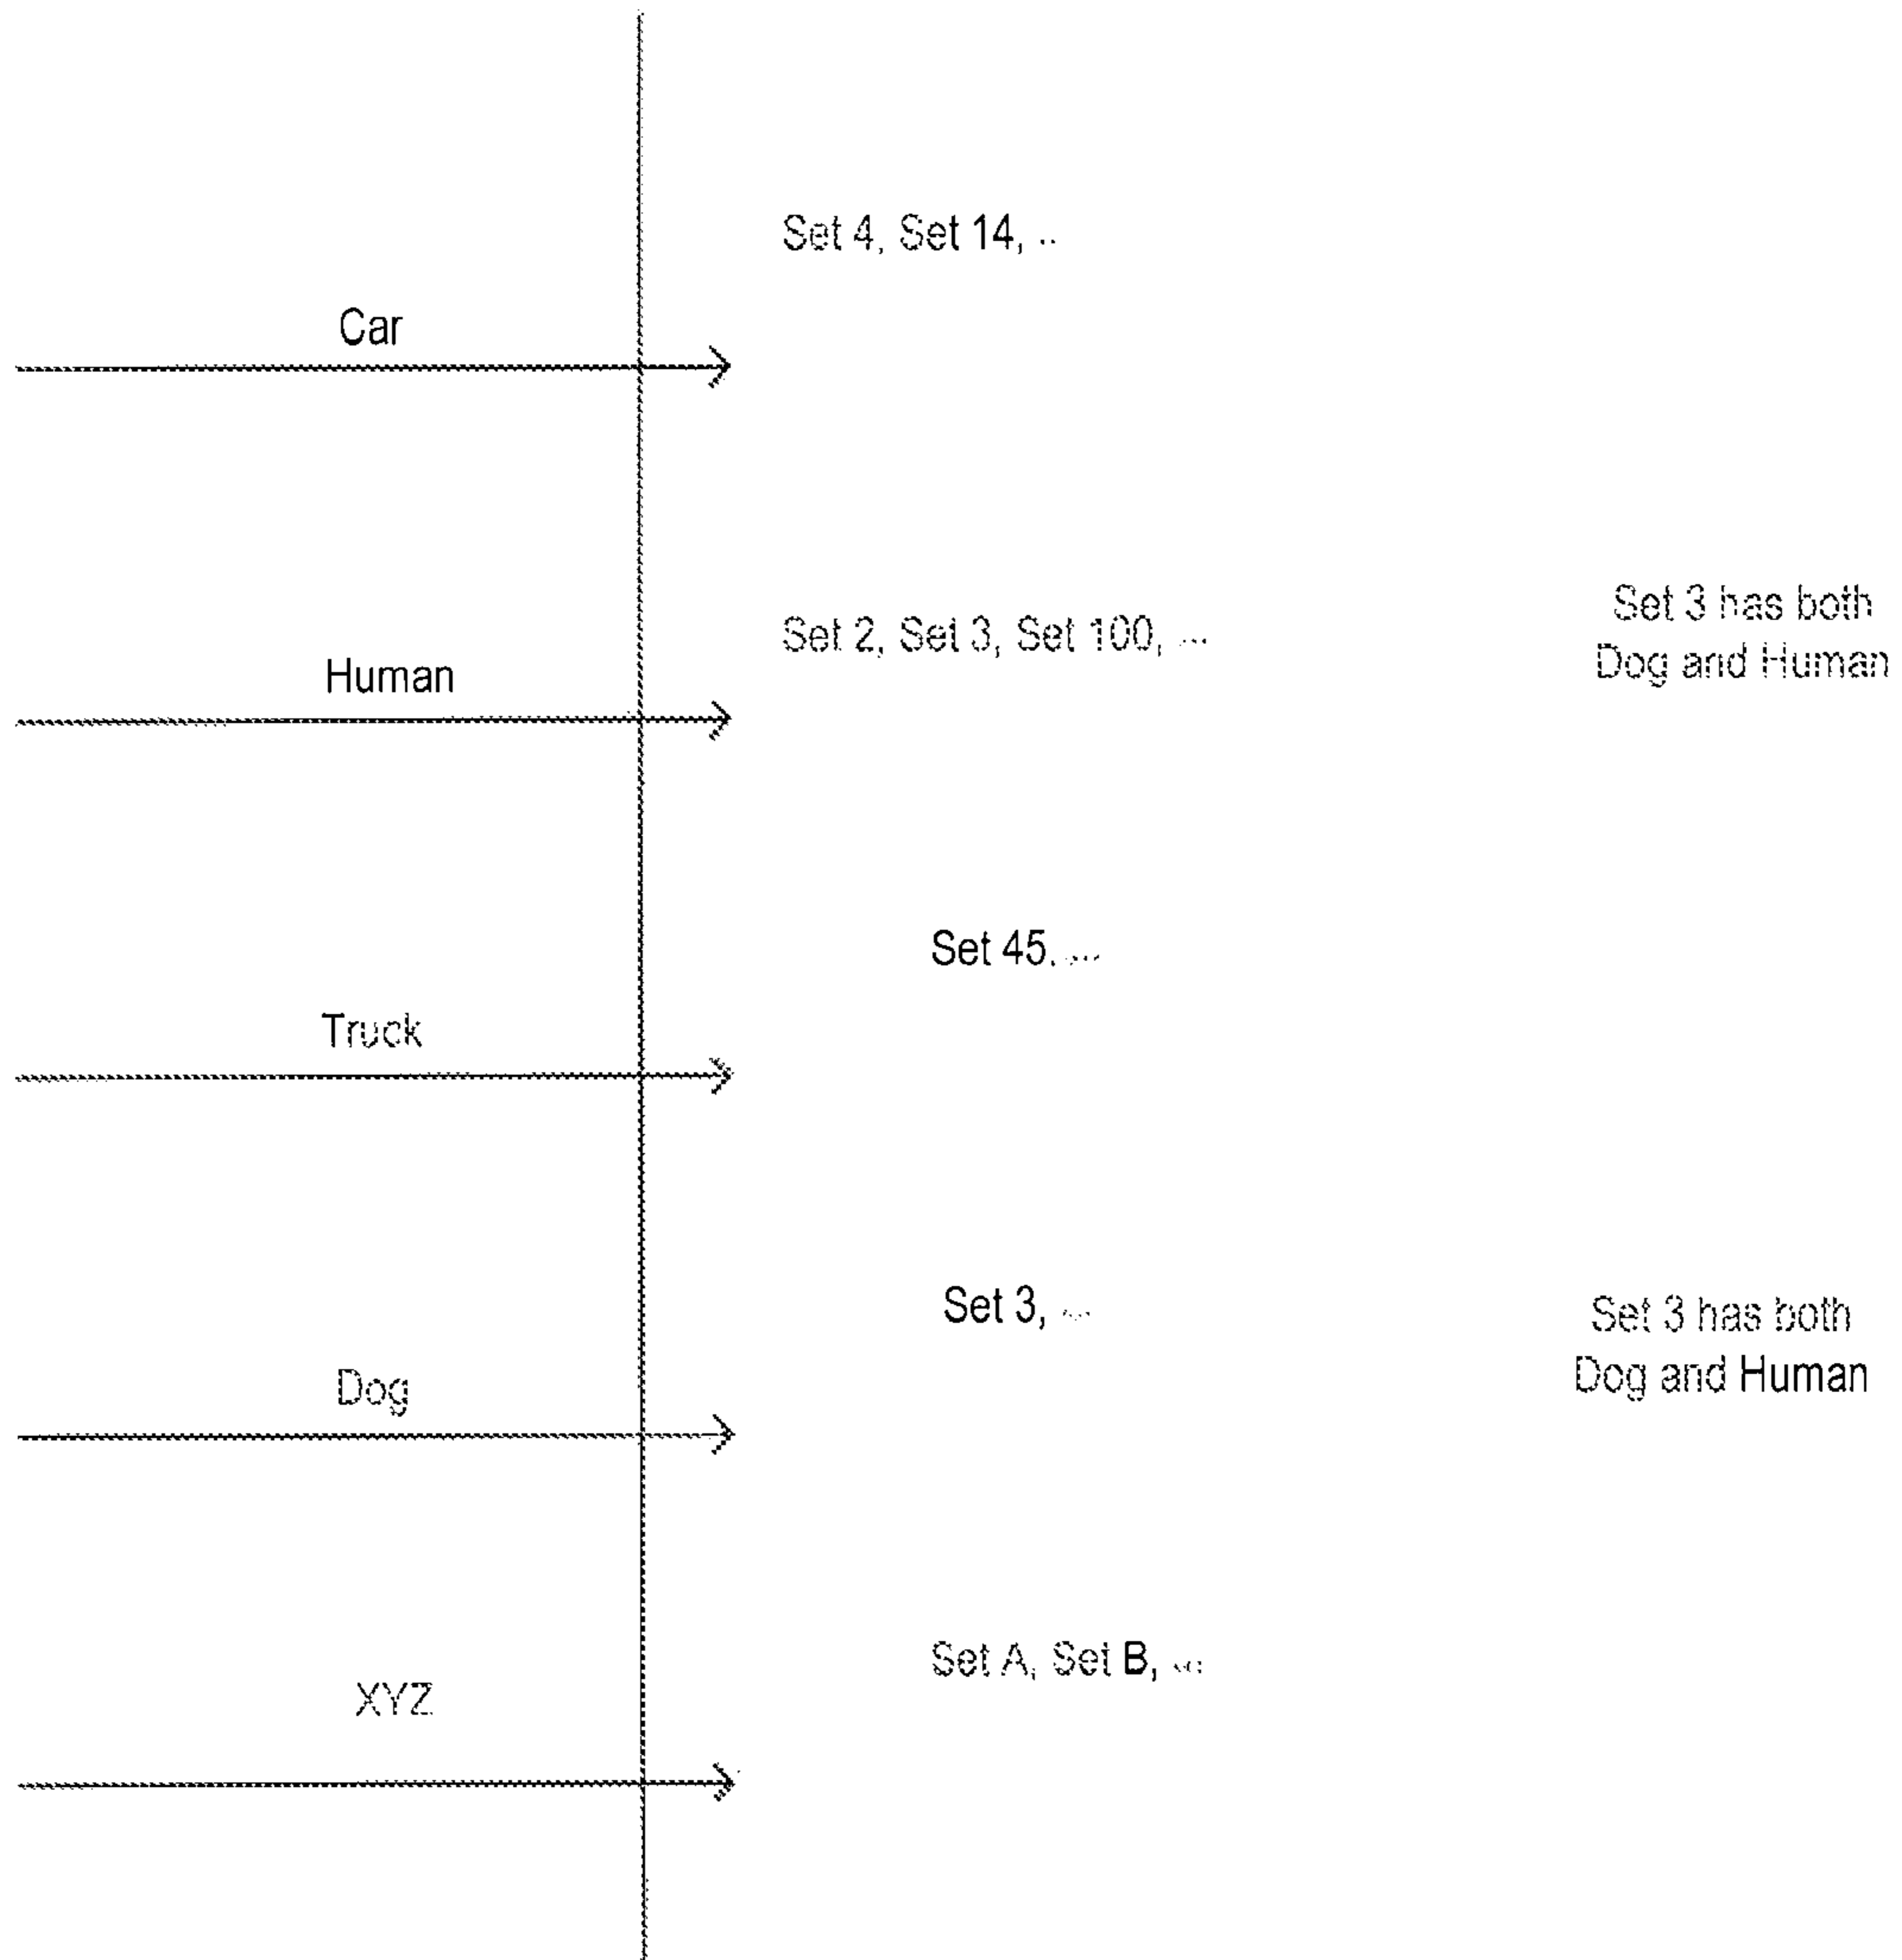 Set 4, Set 14, ..
Car
Set 2, Set 3, Set 100, ...
Set 3 has both
Dog and Human
Human
Set 45, ...
Truck
Set 3, ...
Set 3 has both
Dog and Human
Dog
Set A, Set B, ...
XYZ